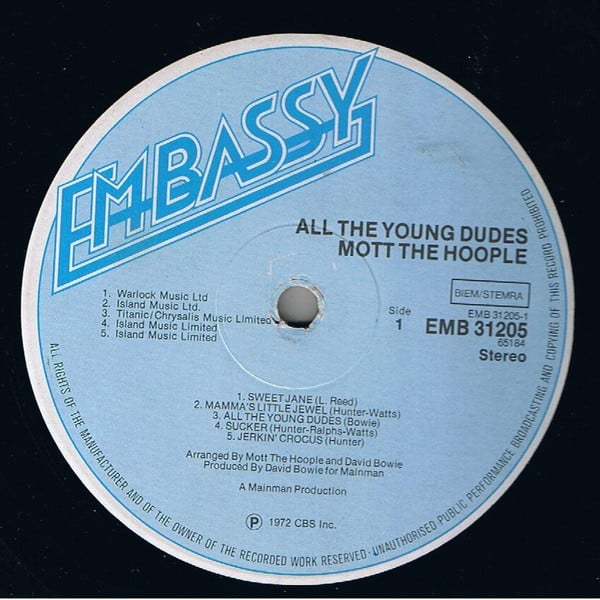 EMBASSY
ALL THE YOUNG DUDES
MOTT THE HOOPLE
1. Warlock Music Ltd
2. Island Music Ltd.
3. Titanic/Chrysalis Music Limited
4. Island Music Limited
5. Island Music Limited
BIEM/STEMRA
Side
1
EMB 31205-1
EMB 31205
65184
Stereo
1. SWEET JANE (L. Reed)
2. MAMMA'S LITTLE JEWEL (Hunter-Watts)
3. ALL THE YOUNG DUDES (Bowie)
4. SUCKER (Hunter-Ralphs-Watts)
5. JERKIN' CROCUS (Hunter)
Arranged By Mott The Hoople and David Bowie
Produced By David Bowie for Mainman
A Mainman Production
Ⓟ 1972 CBS Inc.
ALL RIGHTS OF THE MANUFACTURER AND OF THE OWNER OF THE RECORDED WORK RESERVED · UNAUTHORISED PUBLIC PERFORMANCE BROADCASTING AND COPYING OF THIS RECORD PROHIBITED